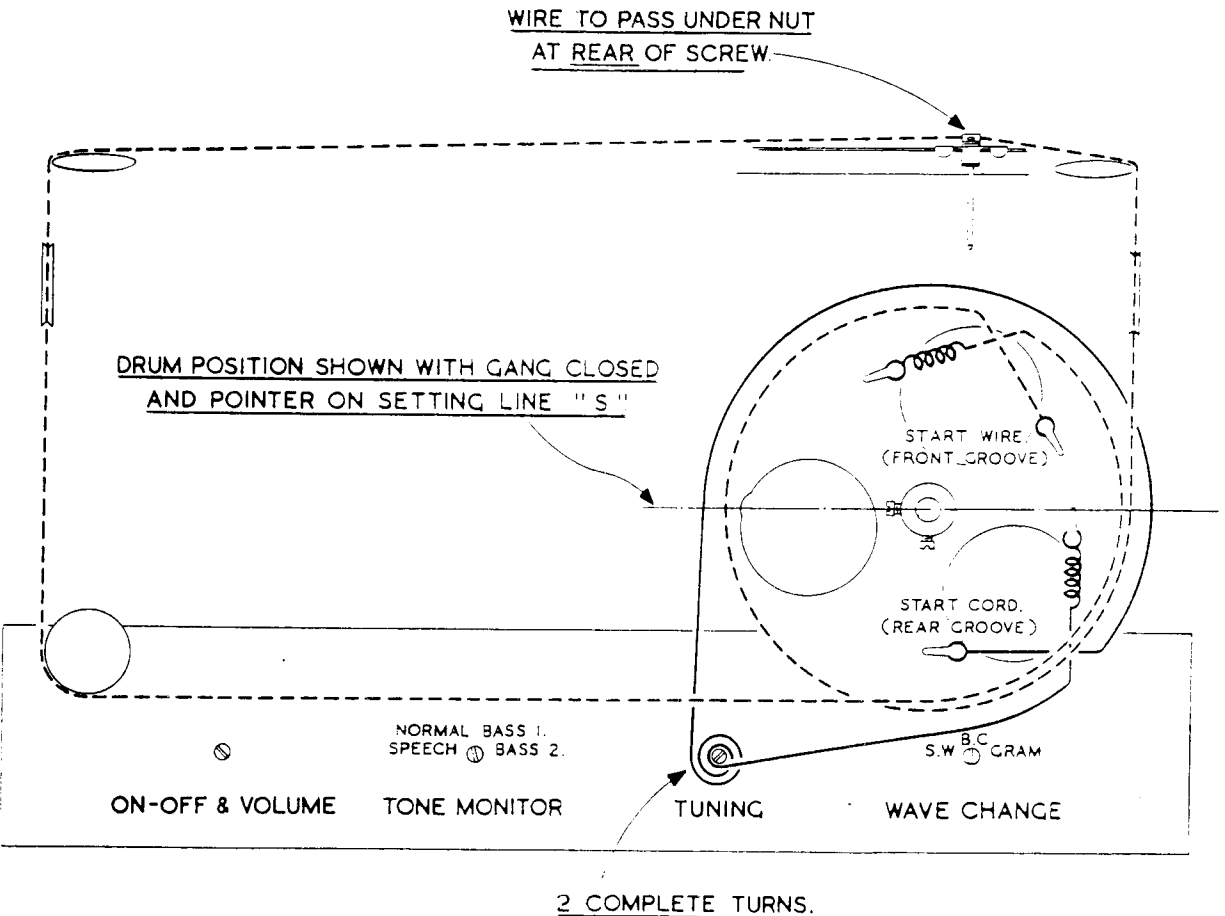 WIRE TO PASS UNDER NUT
AT REAR OF SCREW.
DRUM POSITION SHOWN WITH GANG CLOSED
AND POINTER ON SETTING LINE "S"
START WIRE.
(FRONT GROOVE)
START CORD.
(REAR GROOVE)
NORMAL BASS 1.
SPEECH BASS 2.
B.C
S.W GRAM
ON-OFF & VOLUME TONE MONITOR TUNING WAVE CHANGE
2 COMPLETE TURNS.